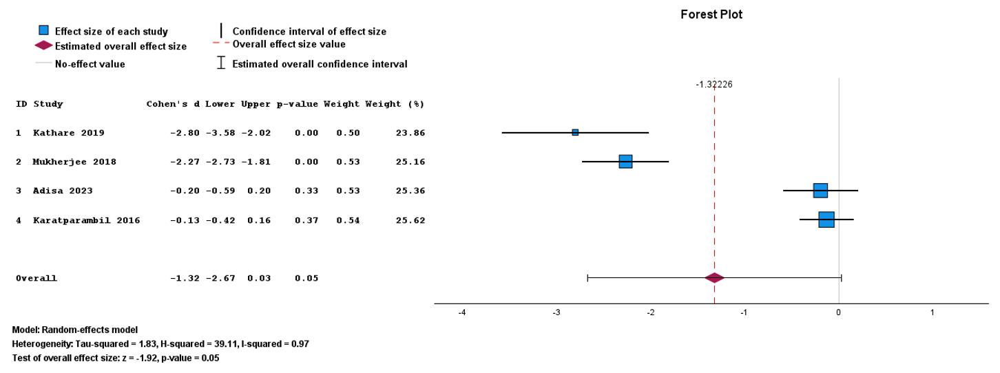 Forest Plot
Effect size of each study
Confidence interval of effect size
Estimated overall effect size
Overall effect size value
No-effect value
Estimated overall confidence interval
-1.32226
ID Study Cohen's d Lower Upper p-value Weight Weight (%)
1 Kathare 2019 -2.80 -3.58 -2.02 0.00 0.50 23.86
2 Mukherjee 2018 -2.27 -2.73 -1.81 0.00 0.53 25.16
3 Adisa 2023 -0.20 -0.59 0.20 0.33 0.53 25.36
4 Karatparambil 2016 -0.13 -0.42 0.16 0.37 0.54 25.62
Overall -1.32 -2.67 0.03 0.05
-4 -3 -2 -1 0 1
Model: Random-effects model
Heterogeneity: Tau-squared = 1.83, H-squared = 39.11, I-squared = 0.97
Test of overall effect size: z = -1.92, p-value = 0.05